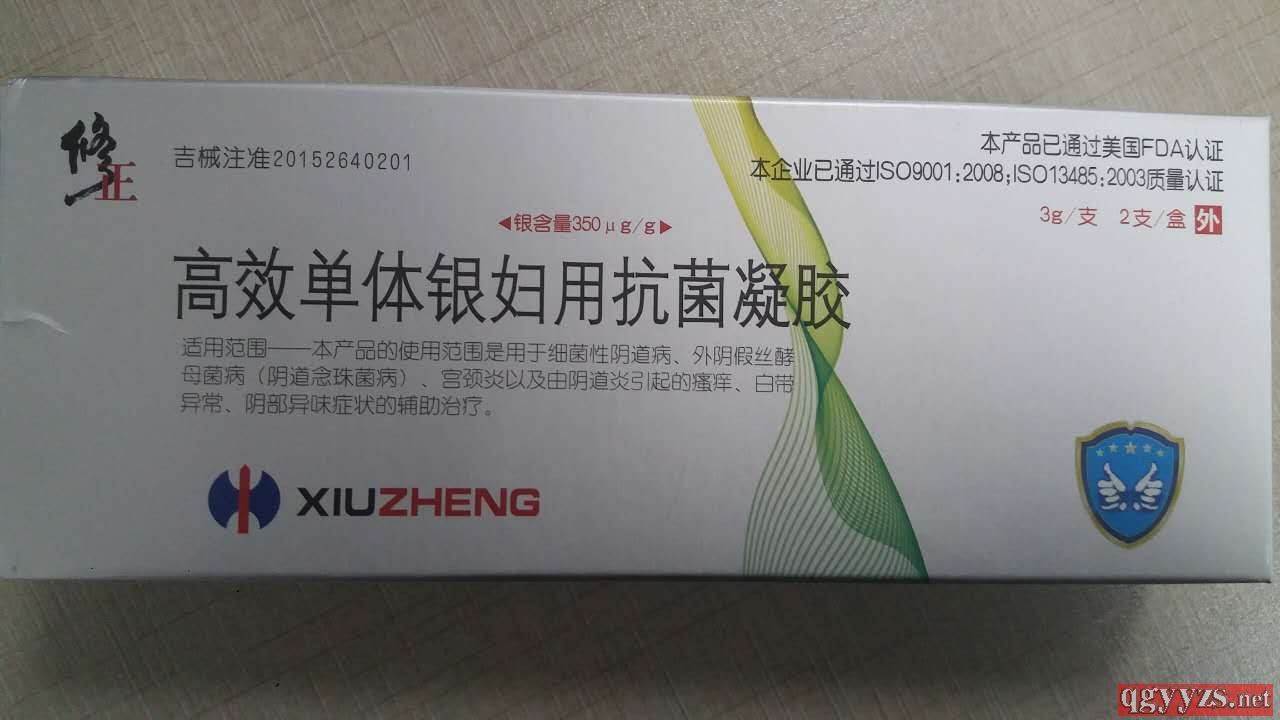 修正
吉械注准20152640201
本产品已通过美国FDA认证
本企业已通过ISO9001:2008;ISO13485:2003质量认证
3g/支 2支/盒 外
◀银含量350μg/g▶
高效单体银妇用抗菌凝胶
适用范围——本产品的使用范围是用于细菌性阴道病、外阴假丝酵
母菌病（阴道念珠菌病）、宫颈炎以及由阴道炎引起的瘙痒、白带
异常、阴部异味症状的辅助治疗。
XIUZHENG
qgyyzs.net